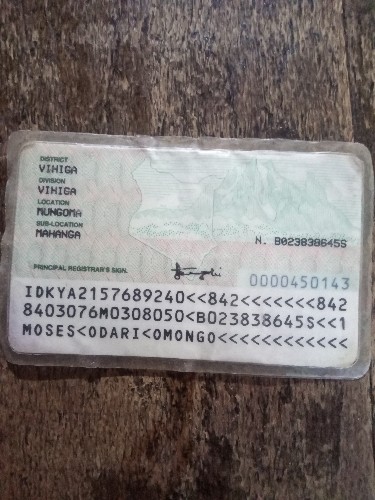 DISTRICT
VIHIGA
DIVISION
VIHIGA
LOCATION
MUNGOMA
SUB-LOCATION
MAHANGA
N. B023838645S
PRINCIPAL REGISTRAR'S SIGN.
0000450143
IDKYA2157689240<<842<<<<<<<842
8403076M0308050<B023838645S<<1
MOSES<ODARI<OMONGO<<<<<<<<<<<<